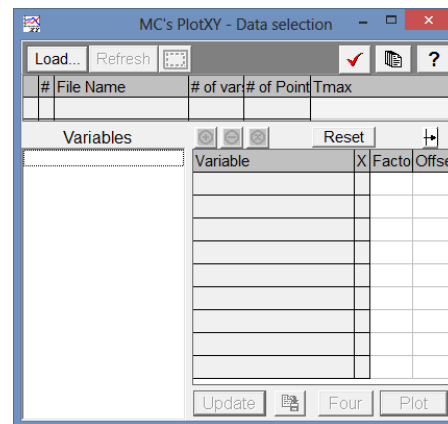 MC's PlotXY - Data selection
Load... Refresh ?
# File Name # of var: # of Point Tmax
Variables Reset
Variable X Facto Offse
Update Four Plot